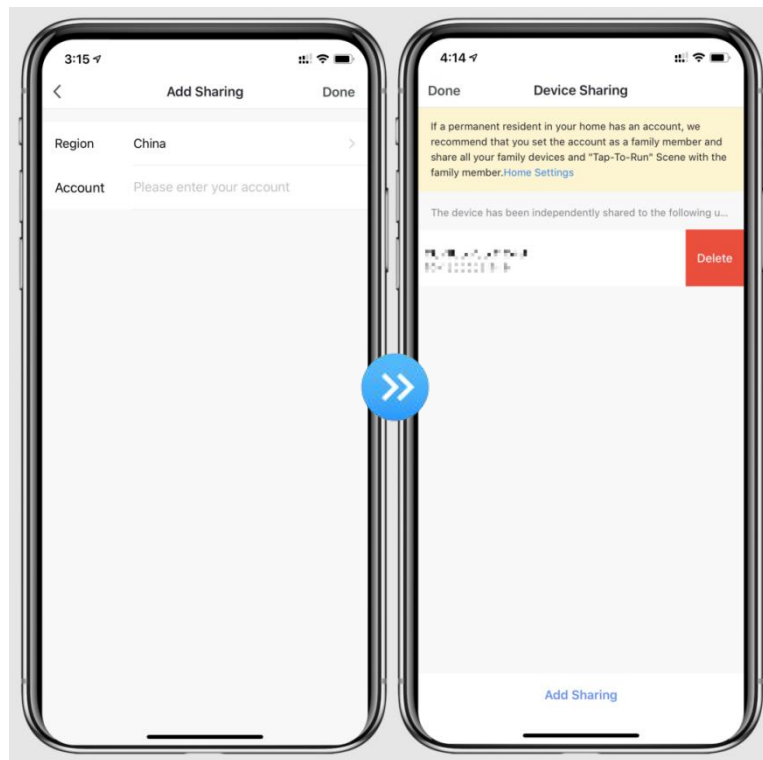 3:15
Add Sharing
Done
Region
China
Account
Please enter your account
4:14
Done
Device Sharing
If a permanent resident in your home has an account, we
recommend that you set the account as a family member and
share all your family devices and "Tap-To-Run" Scene with the
family member.Home Settings
The device has been independently shared to the following u...
Delete
Add Sharing